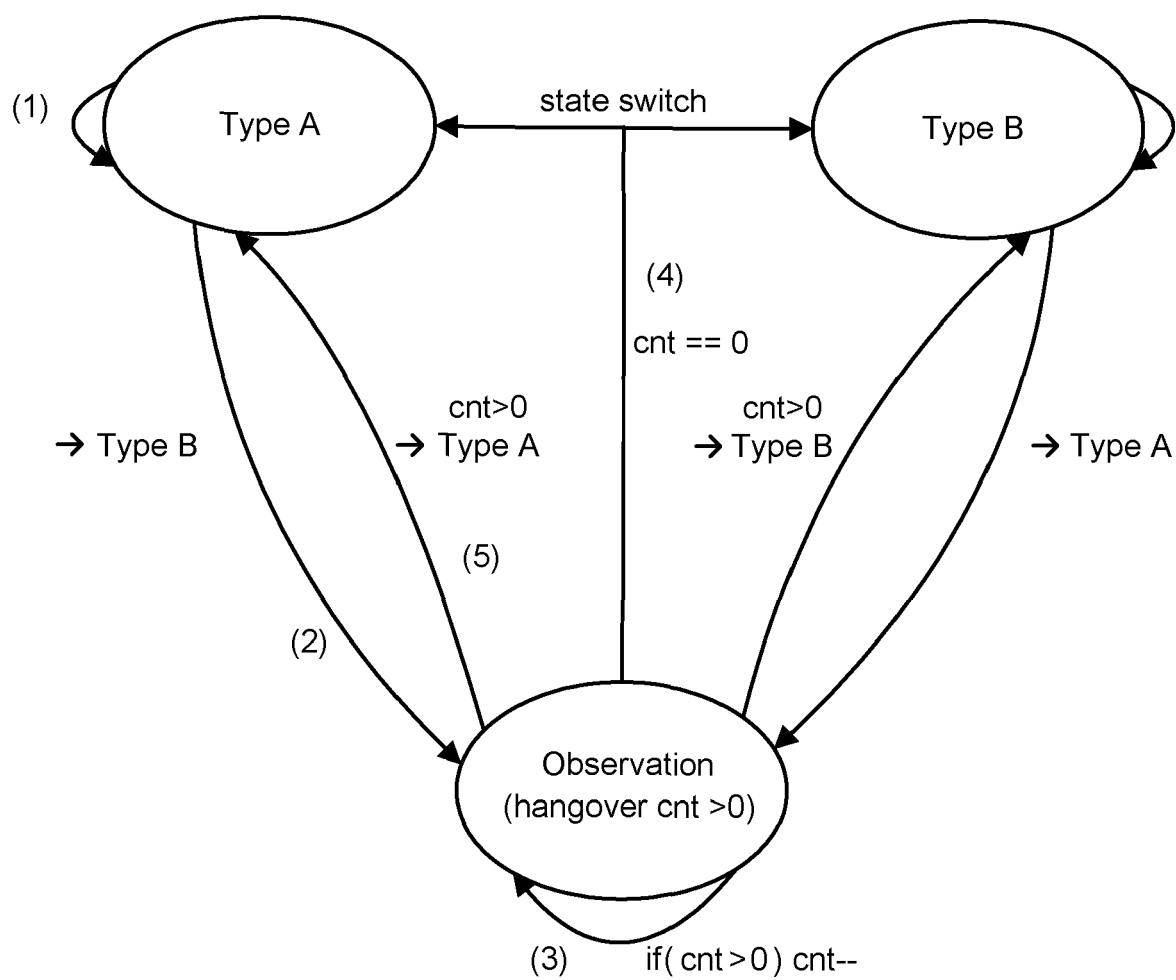 (1)
Type A
state switch
Type B
(4)
cnt == 0
cnt>0
→ Type B
→ Type A
cnt>0
→ Type B
→ Type A
(5)
(2)
Observation
(hangover cnt >0)
(3)
if( cnt>0) cnt--